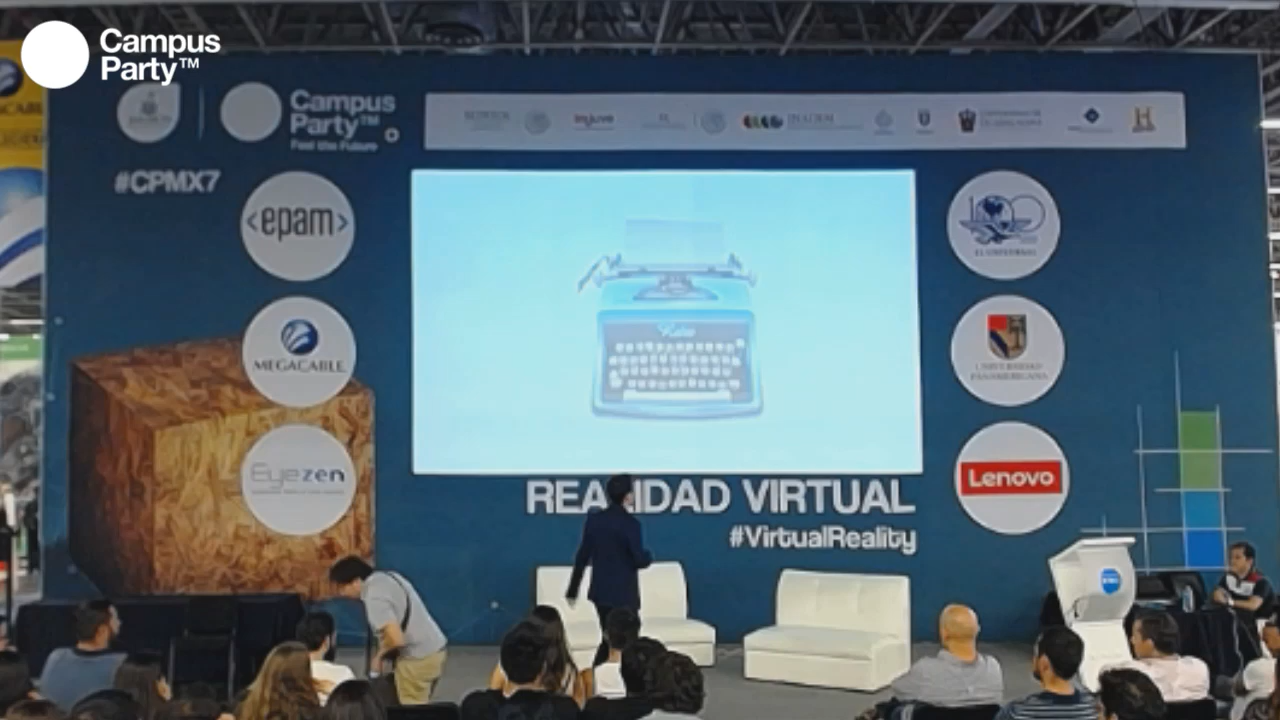 Campus
Party™
Campus
Party™
Feel the Future
#CPMX7
<epam>
MEGACABLE
Eyezen
EL UNIVERSAL
UNIVERSIDAD
PANAMERICANA
Lenovo
REALIDAD VIRTUAL
#VirtualReality